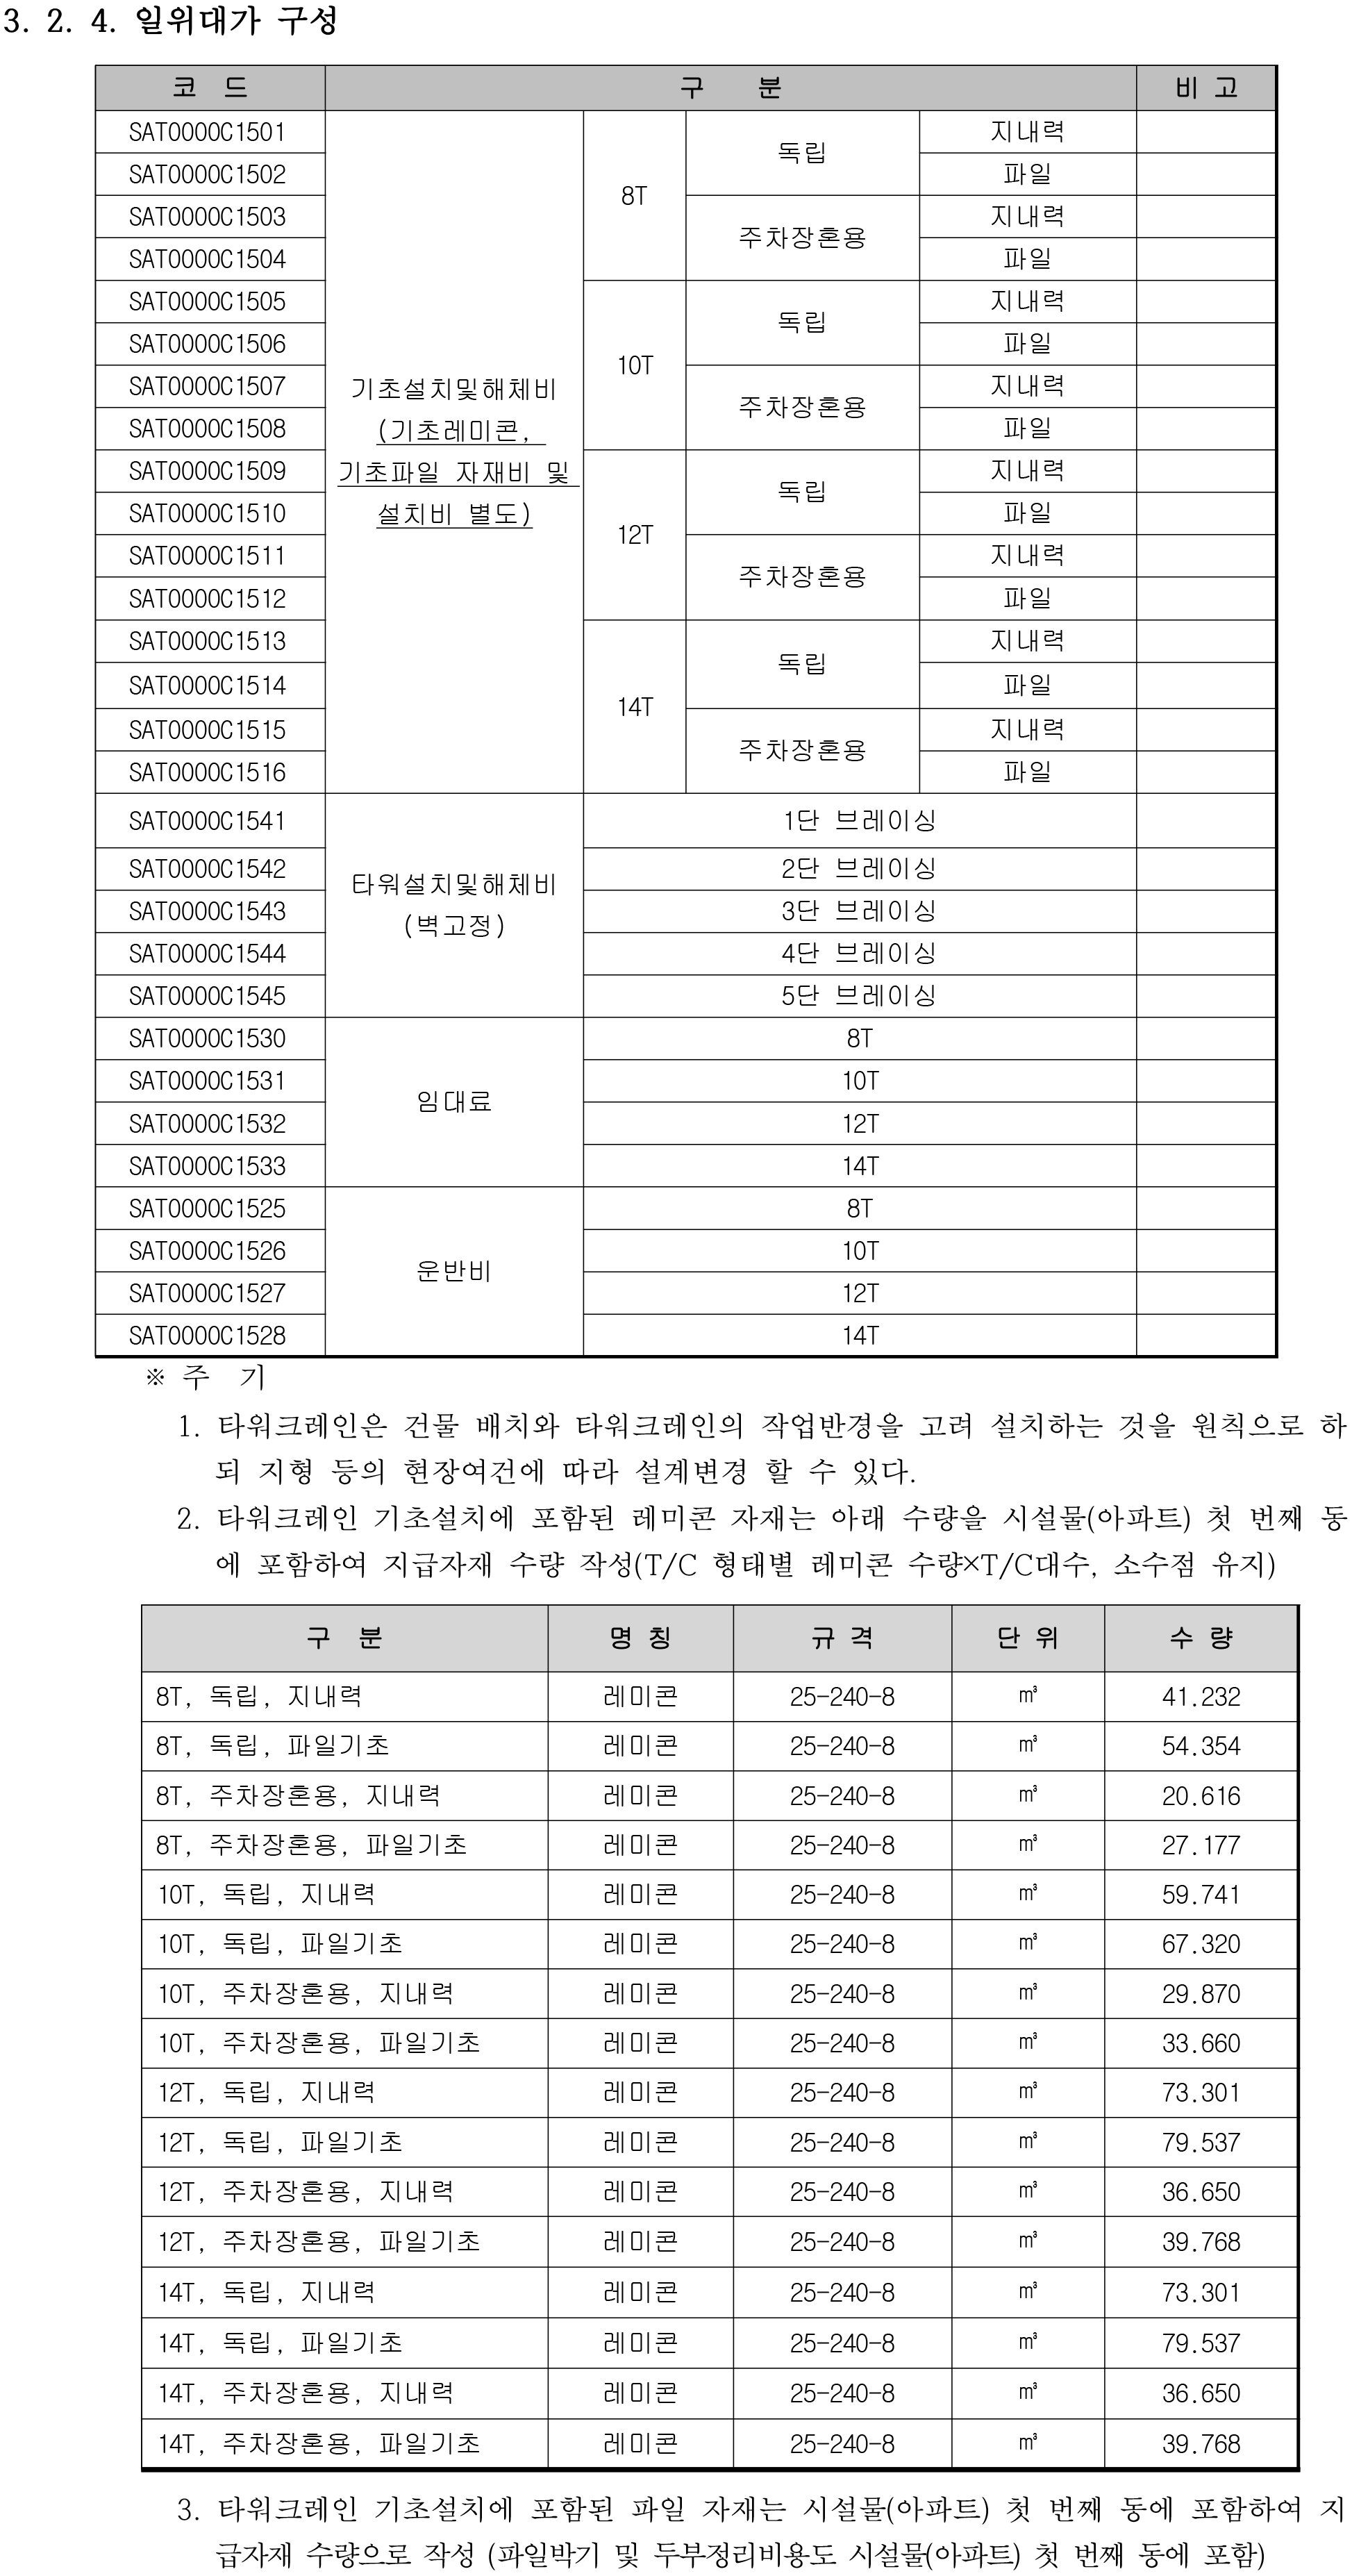 3. 2. 4. 일위대가 구성
코 드 구 분 비 고
SAT0000C1501 지내력
독립
SAT0000C1502 파일
8T
SAT0000C1503 지내력
주차장혼용
SAT0000C1504 파일
SAT0000C1505 지내력
독립
SAT0000C1506 파일
10T
SAT0000C1507 기초설치및해체비 지내력
주차장혼용
SAT0000C1508 (기초레미콘, 파일
SAT0000C1509 기초파일 자재비 및 지내력
독립
SAT0000C1510 설치비 별도) 파일
12T
SAT0000C1511 지내력
주차장혼용
SAT0000C1512 파일
SAT0000C1513 지내력
독립
SAT0000C1514 파일
14T
SAT0000C1515 지내력
주차장혼용
SAT0000C1516 파일
SAT0000C1541 1단 브레이싱
SAT0000C1542 2단 브레이싱
타워설치및해체비
SAT0000C1543 3단 브레이싱
(벽고정)
SAT0000C1544 4단 브레이싱
SAT0000C1545 5단 브레이싱
SAT0000C1530 8T
SAT0000C1531 10T
임대료
SAT0000C1532 12T
SAT0000C1533 14T
SAT0000C1525 8T
SAT0000C1526 10T
운반비
SAT0000C1527 12T
SAT0000C1528 14T
※ 주 기
1. 타워크레인은 건물 배치와 타워크레인의 작업반경을 고려 설치하는 것을 원칙으로 하
되 지형 등의 현장여건에 따라 설계변경 할 수 있다.
2. 타워크레인 기초설치에 포함된 레미콘 자재는 아래 수량을 시설물(아파트) 첫 번째 동
에 포함하여 지급자재 수량 작성(T/C 형태별 레미콘 수량×T/C대수, 소수점 유지)
구 분 명 칭 규 격 단 위 수 량
8T, 독립, 지내력 레미콘 25-240-8 ㎥ 41.232
8T, 독립, 파일기초 레미콘 25-240-8 ㎥ 54.354
8T, 주차장혼용, 지내력 레미콘 25-240-8 ㎥ 20.616
8T, 주차장혼용, 파일기초 레미콘 25-240-8 ㎥ 27.177
10T, 독립, 지내력 레미콘 25-240-8 ㎥ 59.741
10T, 독립, 파일기초 레미콘 25-240-8 ㎥ 67.320
10T, 주차장혼용, 지내력 레미콘 25-240-8 ㎥ 29.870
10T, 주차장혼용, 파일기초 레미콘 25-240-8 ㎥ 33.660
12T, 독립, 지내력 레미콘 25-240-8 ㎥ 73.301
12T, 독립, 파일기초 레미콘 25-240-8 ㎥ 79.537
12T, 주차장혼용, 지내력 레미콘 25-240-8 ㎥ 36.650
12T, 주차장혼용, 파일기초 레미콘 25-240-8 ㎥ 39.768
14T, 독립, 지내력 레미콘 25-240-8 ㎥ 73.301
14T, 독립, 파일기초 레미콘 25-240-8 ㎥ 79.537
14T, 주차장혼용, 지내력 레미콘 25-240-8 ㎥ 36.650
14T, 주차장혼용, 파일기초 레미콘 25-240-8 ㎥ 39.768
3. 타워크레인 기초설치에 포함된 파일 자재는 시설물(아파트) 첫 번째 동에 포함하여 지
급자재 수량으로 작성 (파일박기 및 두부정리비용도 시설물(아파트) 첫 번째 동에 포함)